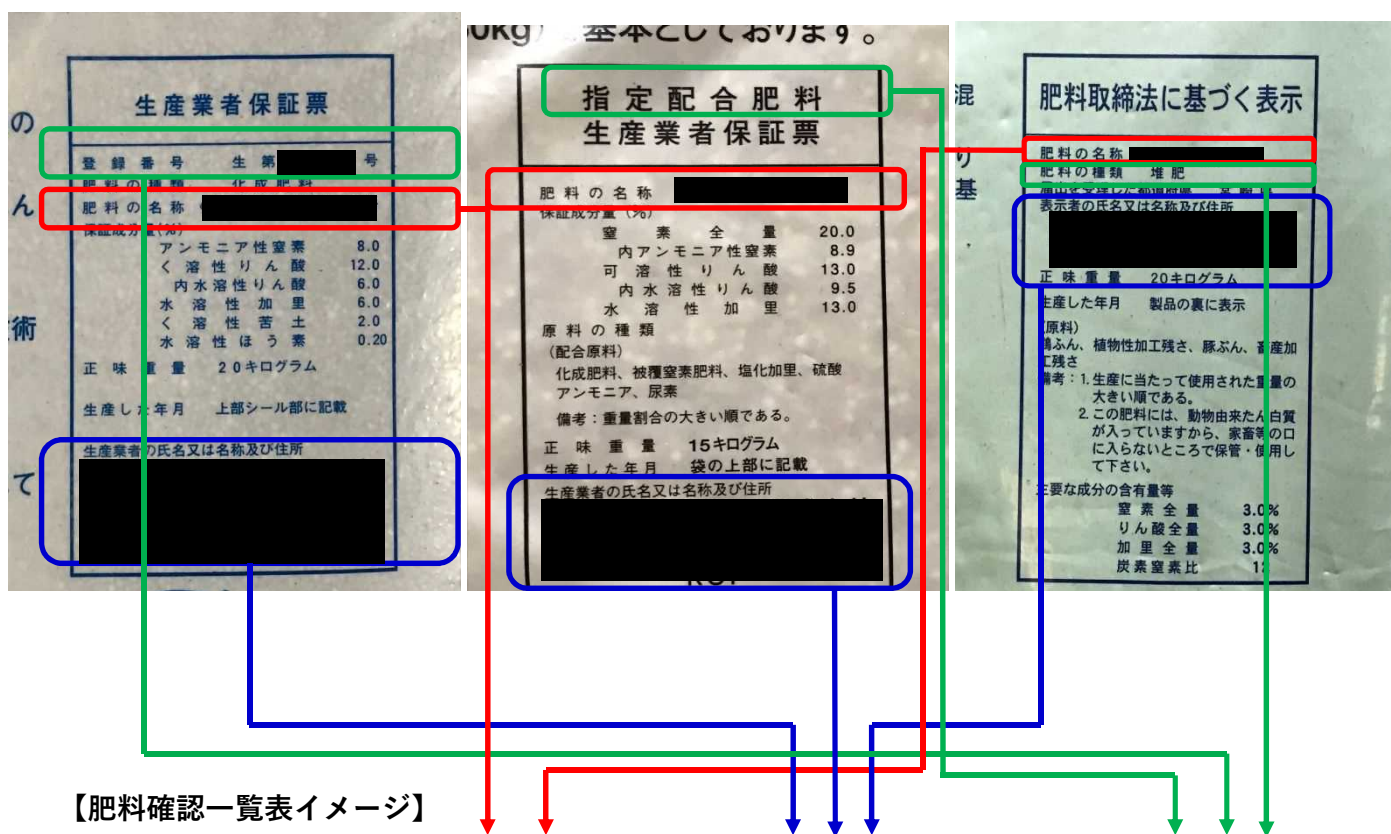 の
ん
術
て
生産業者保証票
登録番号 生第 号
肥料の種類 化成肥料
肥料の名称
保証成分量(%)
アンモニア性窒素 8.0
く溶性りん酸 12.0
内水溶性りん酸 6.0
水溶性加里 6.0
く溶性苦土 2.0
水溶性ほう素 0.20
正味重量 20キログラム
生産した年月 上部シール部に記載
生産業者の氏名又は名称及び住所
0kg) 基本としております。
指定配合肥料
生産業者保証票
肥料の名称
保証成分量(%)
窒素全量 20.0
内アンモニア性窒素 8.9
可溶性りん酸 13.0
内水溶性りん酸 9.5
水溶性加里 13.0
原料の種類
(配合原料)
化成肥料、被覆窒素肥料、塩化加里、硫酸
アンモニア、尿素
備考:重量割合の大きい順である。
正味重量 15キログラム
生産した年月 袋の上部に記載
生産業者の氏名又は名称及び住所
混
り
基
肥料取締法に基づく表示
肥料の名称
肥料の種類 堆肥
届出を受理した都道府県
表示者の氏名又は名称及び住所
正味重量 20キログラム
生産した年月 製品の裏に表示
(原料)
鶏ふん、植物性加工残さ、豚ふん、畜産加
工残さ
備考:1.生産に当たって使用された重量の
大きい順である。
2.この肥料には、動物由来たん白質
が入っていますから、家畜等の口
に入らないところで保管・使用し
て下さい。
主要な成分の含有量等
窒素全量 3.0%
りん酸全量 3.0%
加里全量 3.0%
炭素窒素比
【肥料確認一覧表イメージ】